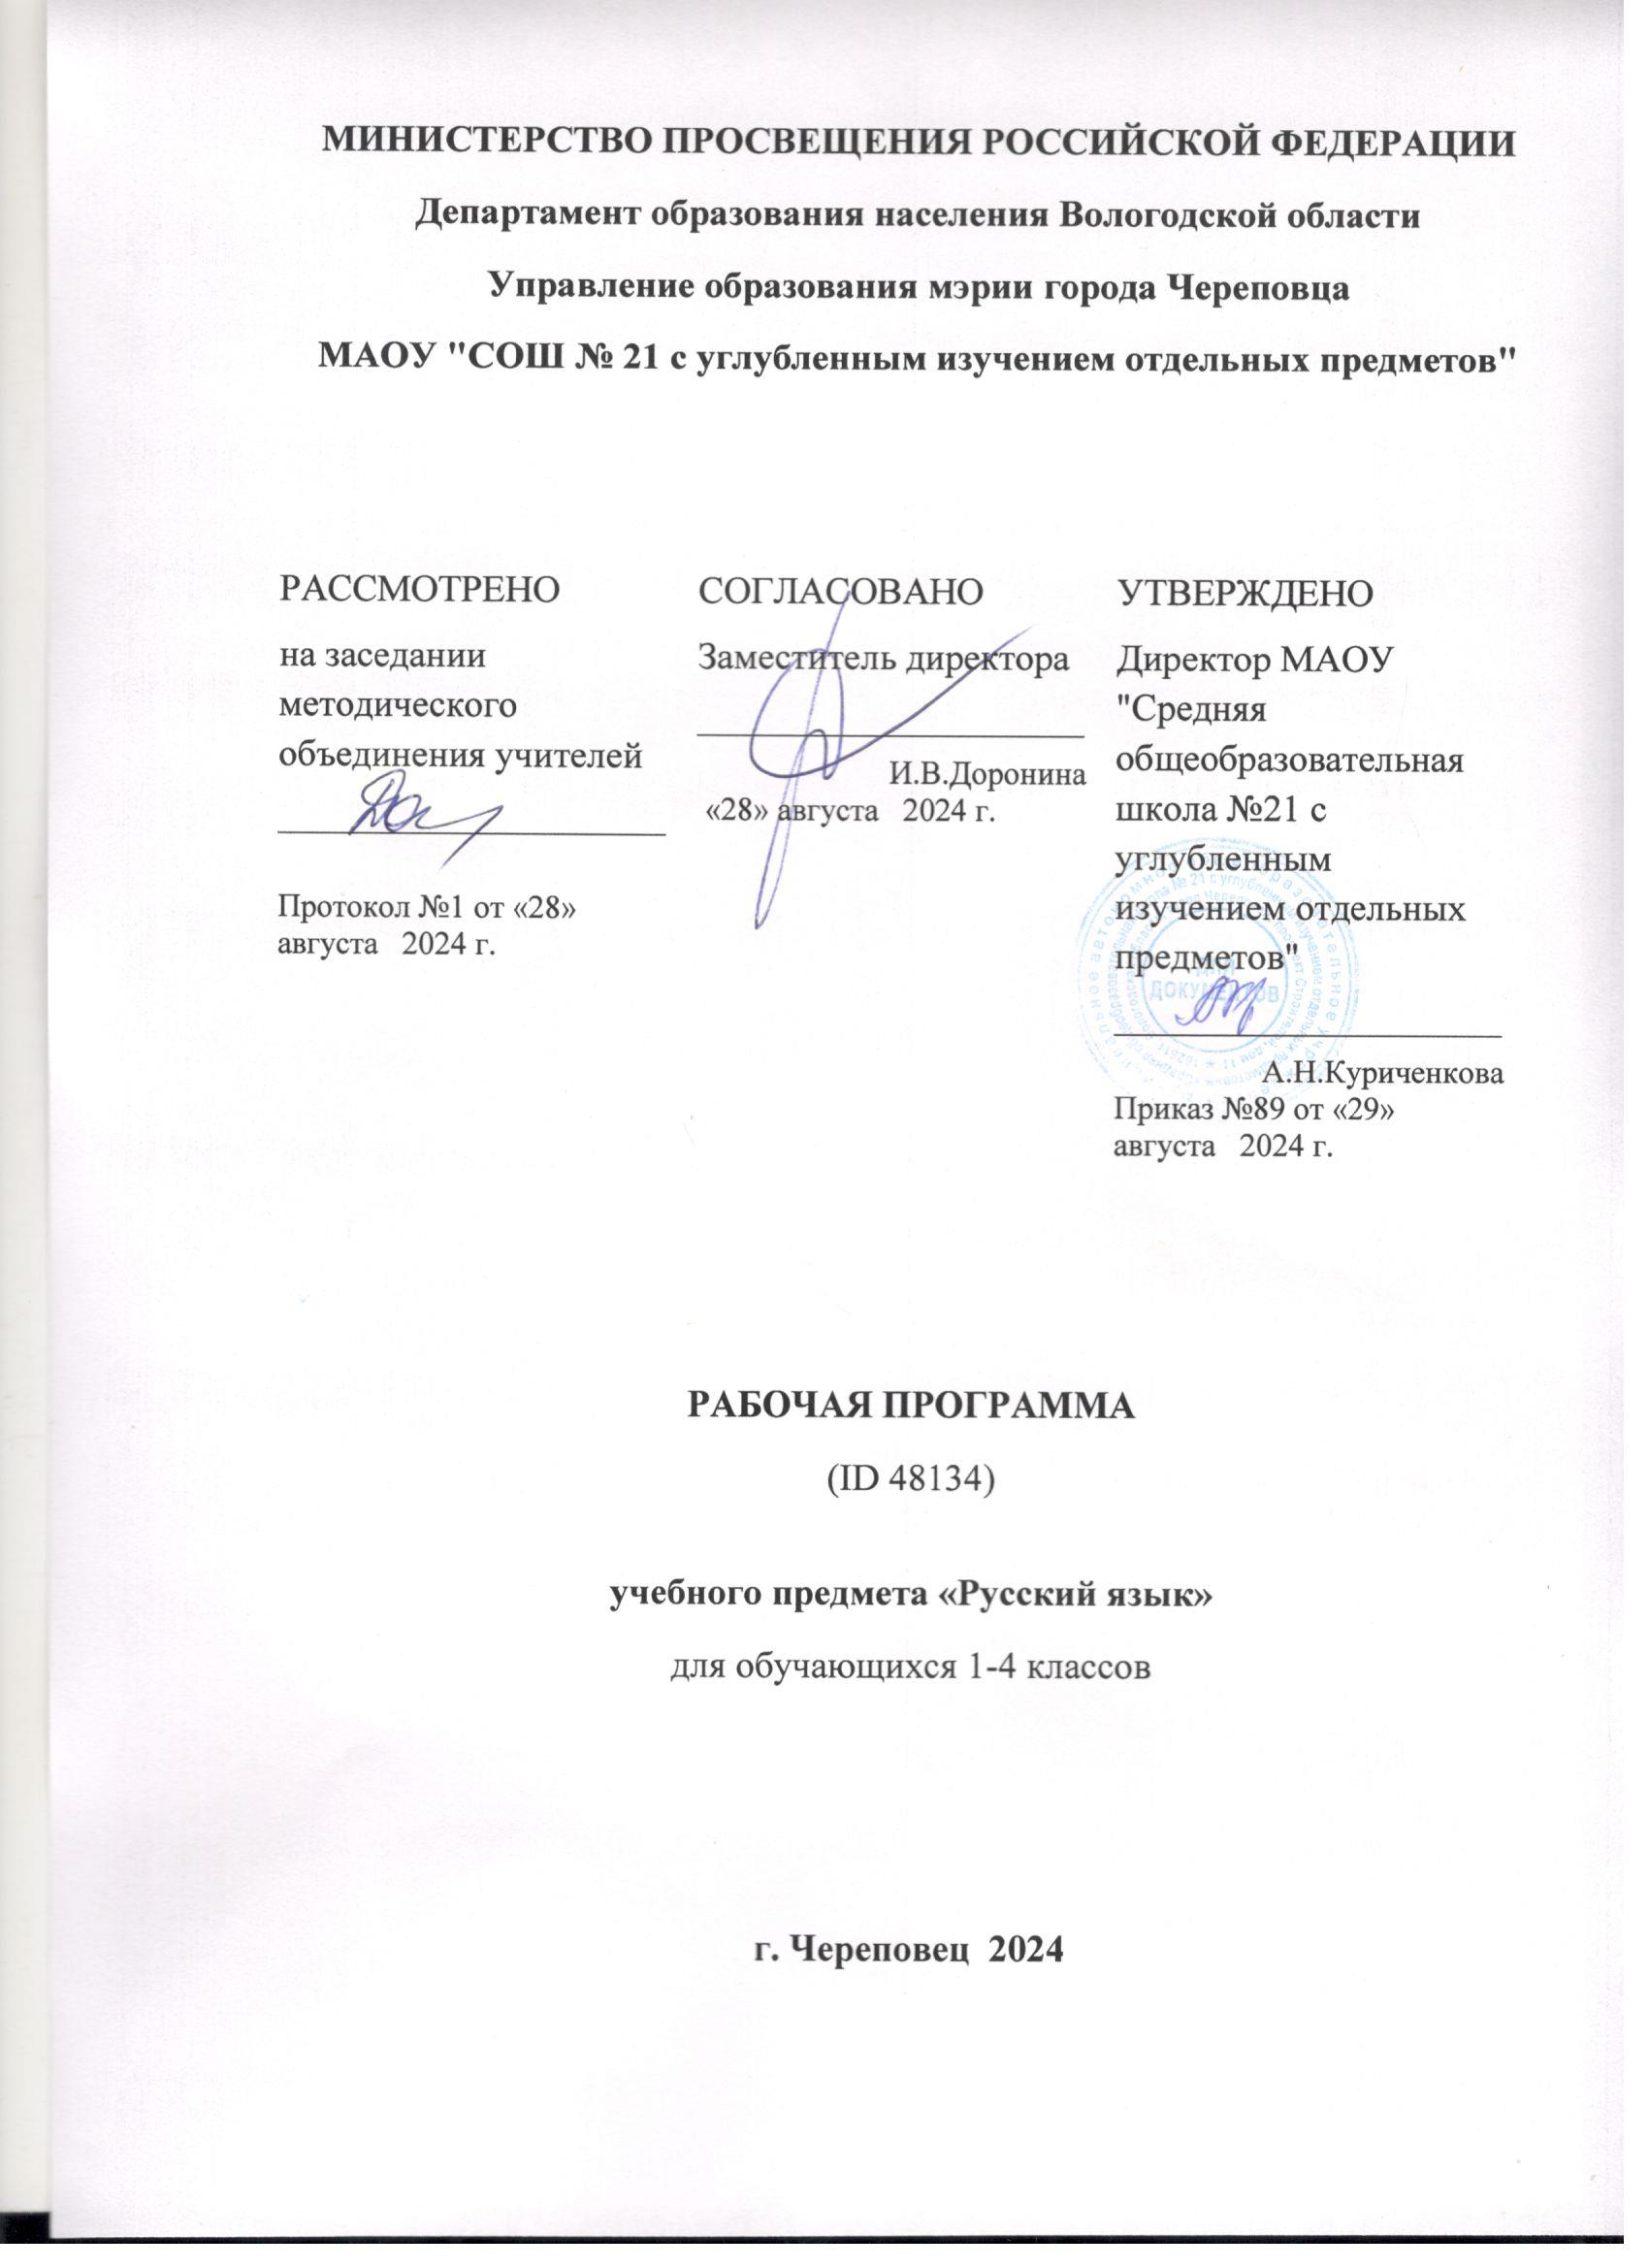 МИНИСТЕРСТВО ПРОСВЕЩЕНИЯ РОССИЙСКОЙ ФЕДЕРАЦИИ
Департамент образования населения Вологодской области
Управление образования мэрии города Череповца
МАОУ "СОШ № 21 с углубленным изучением отдельных предметов"
РАССМОТРЕНО
на заседании
методического
объединения учителей
Протокол №1 от «28»
августа 2024 г.
СОГЛАСОВАНО
Заместитель директора
И.В.Доронина
«28» августа 2024 г.
УТВЕРЖДЕНО
Директор МАОУ
"Средняя
общеобразовательная
школа №21 с
углубленным
изучением отдельных
предметов"
ДОКУМЕНТОВ
А.Н.Куриченкова
Приказ №89 от «29»
августа 2024 г.
РАБОЧАЯ ПРОГРАММА
(ID 48134)
учебного предмета «Русский язык»
для обучающихся 1-4 классов
г. Череповец 2024